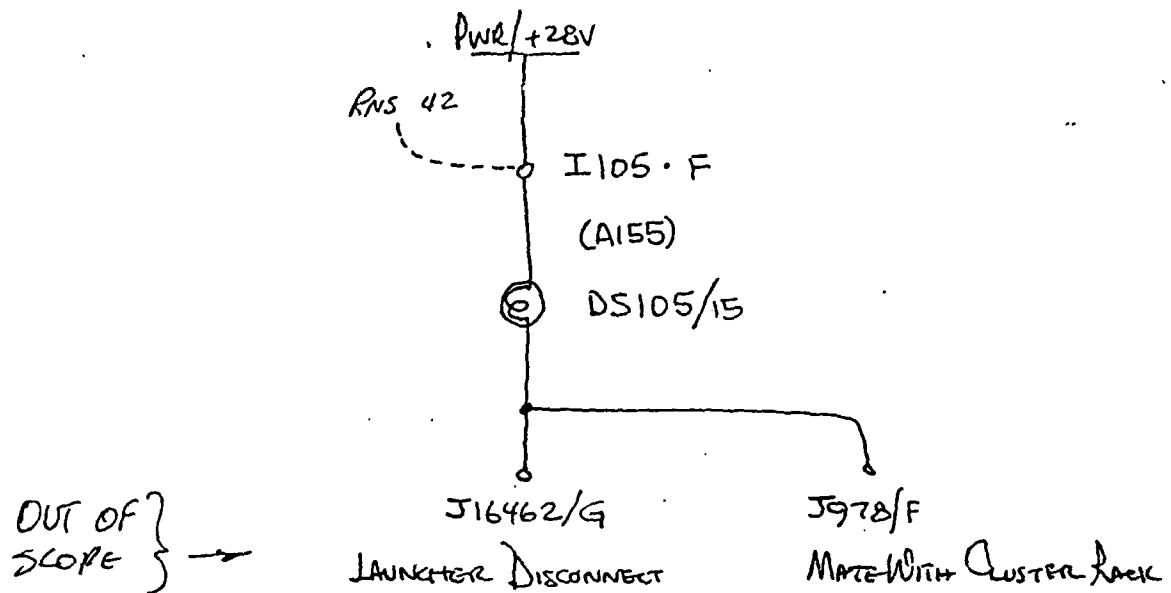 PWR/+28V
RNS 42
I105 · F
(A155)
DS105/15
J16462/G
J978/F
OUT OF
SCOPE
LAUNCHER DISCONNECT
MATE WITH CLUSTER RACK